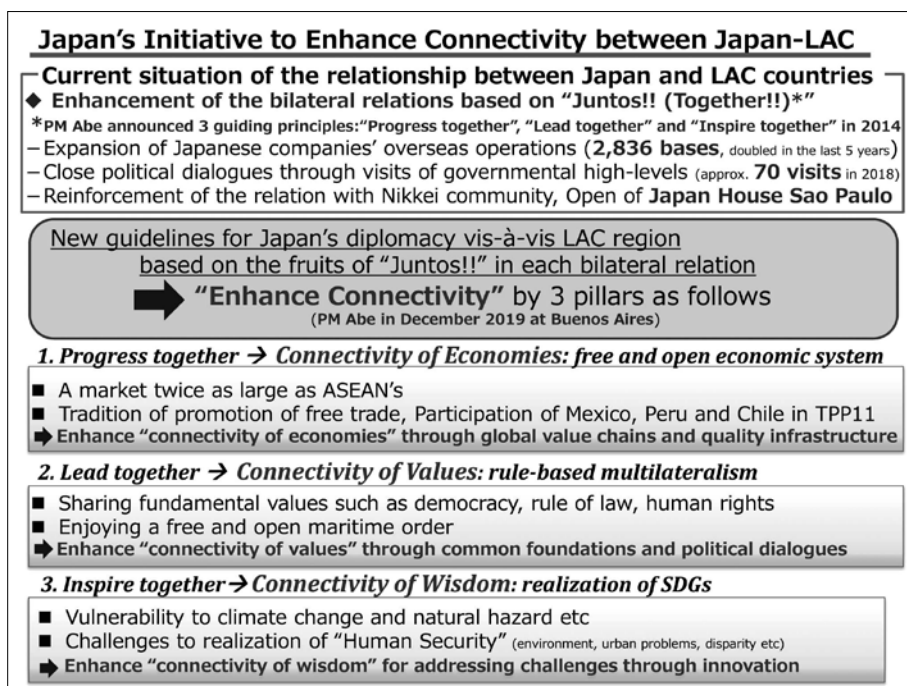 Japan's Initiative to Enhance Connectivity between Japan-LAC
Current situation of the relationship between Japan and LAC countries
◆ Enhancement of the bilateral relations based on "Juntos!! (Together!!)*"
*PM Abe announced 3 guiding principles:"Progress together", "Lead together" and "Inspire together" in 2014
– Expansion of Japanese companies' overseas operations (2,836 bases, doubled in the last 5 years)
– Close political dialogues through visits of governmental high-levels (approx. 70 visits in 2018)
– Reinforcement of the relation with Nikkei community, Open of Japan House Sao Paulo
New guidelines for Japan's diplomacy vis-à-vis LAC region
based on the fruits of "Juntos!!" in each bilateral relation
"Enhance Connectivity" by 3 pillars as follows
(PM Abe in December 2019 at Buenos Aires)
1. Progress together → Connectivity of Economies: free and open economic system
■ A market twice as large as ASEAN's
■ Tradition of promotion of free trade, Participation of Mexico, Peru and Chile in TPP11
➡ Enhance "connectivity of economies" through global value chains and quality infrastructure
2. Lead together → Connectivity of Values: rule-based multilateralism
■ Sharing fundamental values such as democracy, rule of law, human rights
■ Enjoying a free and open maritime order
➡ Enhance "connectivity of values" through common foundations and political dialogues
3. Inspire together → Connectivity of Wisdom: realization of SDGs
■ Vulnerability to climate change and natural hazard etc
■ Challenges to realization of "Human Security" (environment, urban problems, disparity etc)
➡ Enhance "connectivity of wisdom" for addressing challenges through innovation